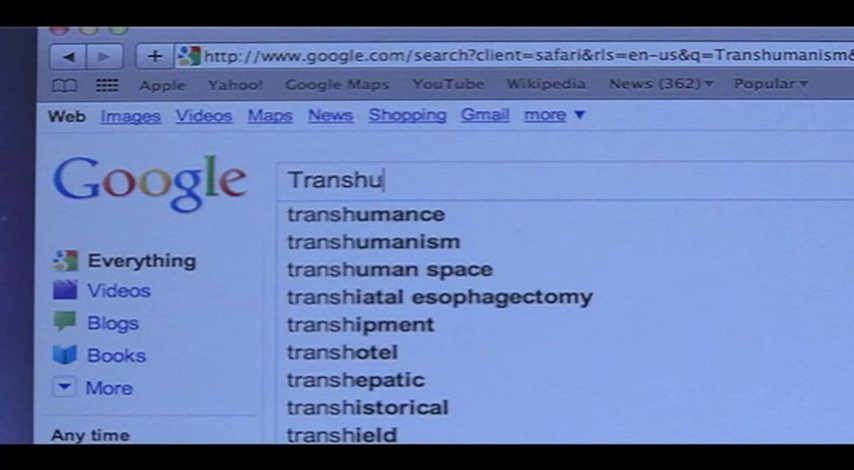 http://www.google.com/search?client=safari&rls=en-us&q=Transhumanism&
Apple Yahoo! Google Maps YouTube Wikipedia News (362) Popular
Web Images Videos Maps News Shopping Gmail more
Google
Transhu
transhumance
transhumanism
transhuman space
transhiatal esophagectomy
transhipment
transhotel
transhepatic
transhistorical
transhield
Everything
Videos
Blogs
Books
More
Any time